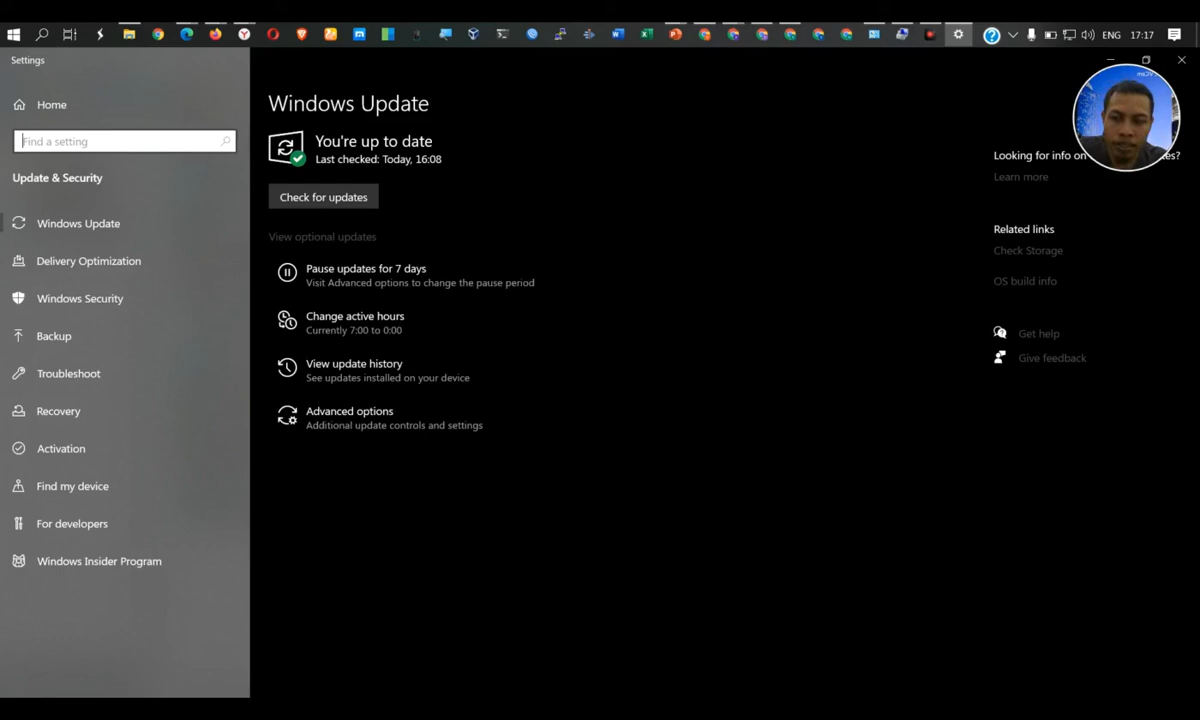 ENG
17:17
Settings
Home
Find a setting
Update & Security
Windows Update
Delivery Optimization
Windows Security
Backup
Troubleshoot
Recovery
Activation
Find my device
For developers
Windows Insider Program
Windows Update
You're up to date
Last checked: Today, 16:08
Check for updates
View optional updates
Pause updates for 7 days
Visit Advanced options to change the pause period
Change active hours
Currently 7:00 to 0:00
View update history
See updates installed on your device
Advanced options
Additional update controls and settings
Looking for info on
Learn more
Related links
Check Storage
OS build info
Get help
Give feedback